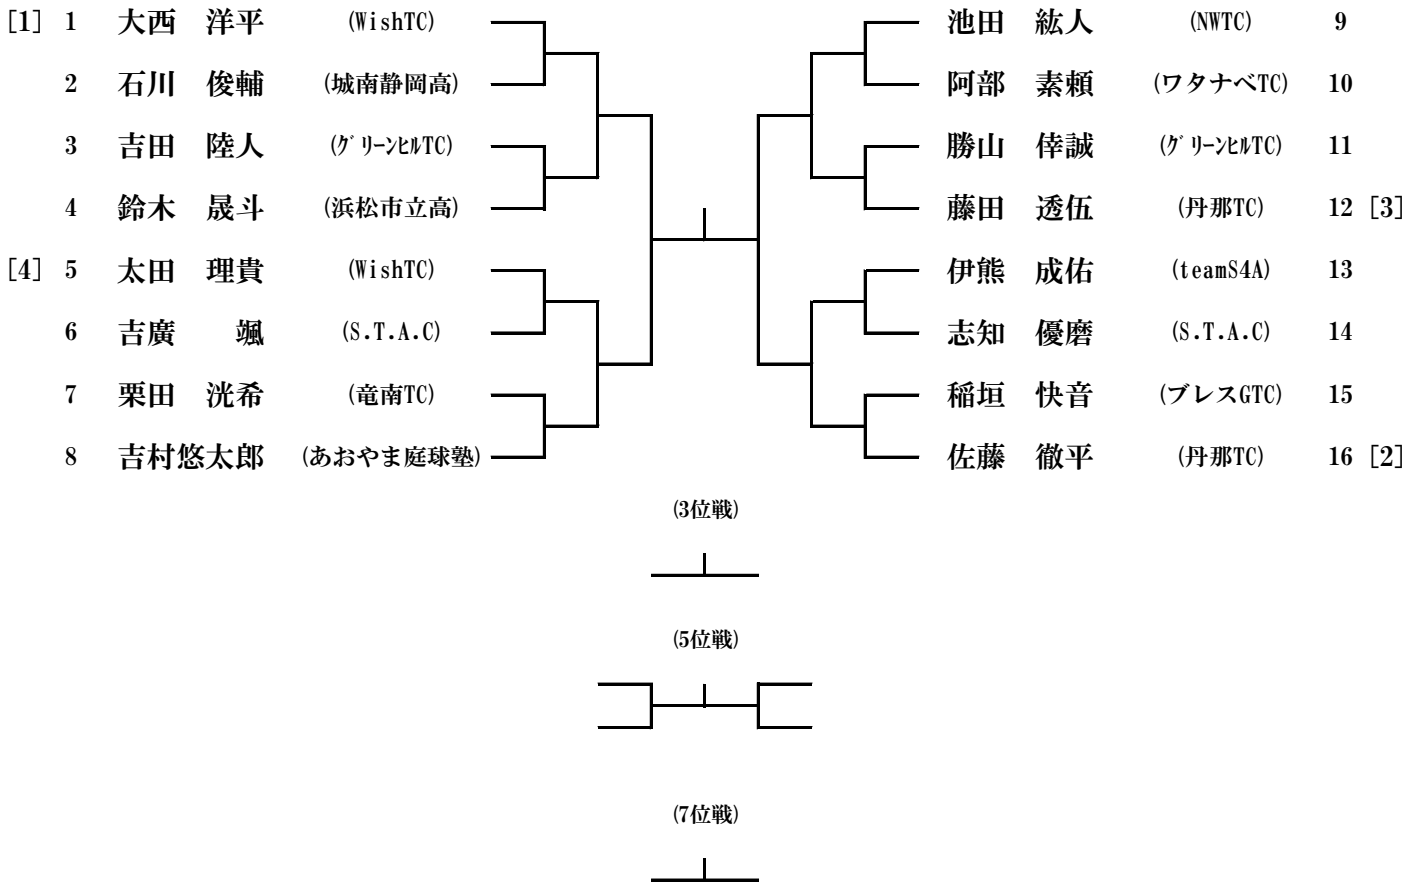 [1] 1 大西 洋平 (WishTC) 池田 紘人 (NWTC) 9
2 石川 俊輔 (城南静岡高) 阿部 素頼 (ワタナベTC) 10
3 吉田 陸人 (ｸﾞﾘｰﾝﾋﾙTC) 勝山 倖誠 (ｸﾞﾘｰﾝﾋﾙTC) 11
4 鈴木 晟斗 (浜松市立高) 藤田 透伍 (丹那TC) 12 [3]
[4] 5 太田 理貴 (WishTC) 伊熊 成佑 (teamS4A) 13
6 吉廣 颯 (S.T.A.C) 志知 優磨 (S.T.A.C) 14
7 栗田 洸希 (竜南TC) 稲垣 快音 (ブレスGTC) 15
8 吉村悠太郎 (あおやま庭球塾) 佐藤 徹平 (丹那TC) 16 [2]
(3位戦)
(5位戦)
(7位戦)